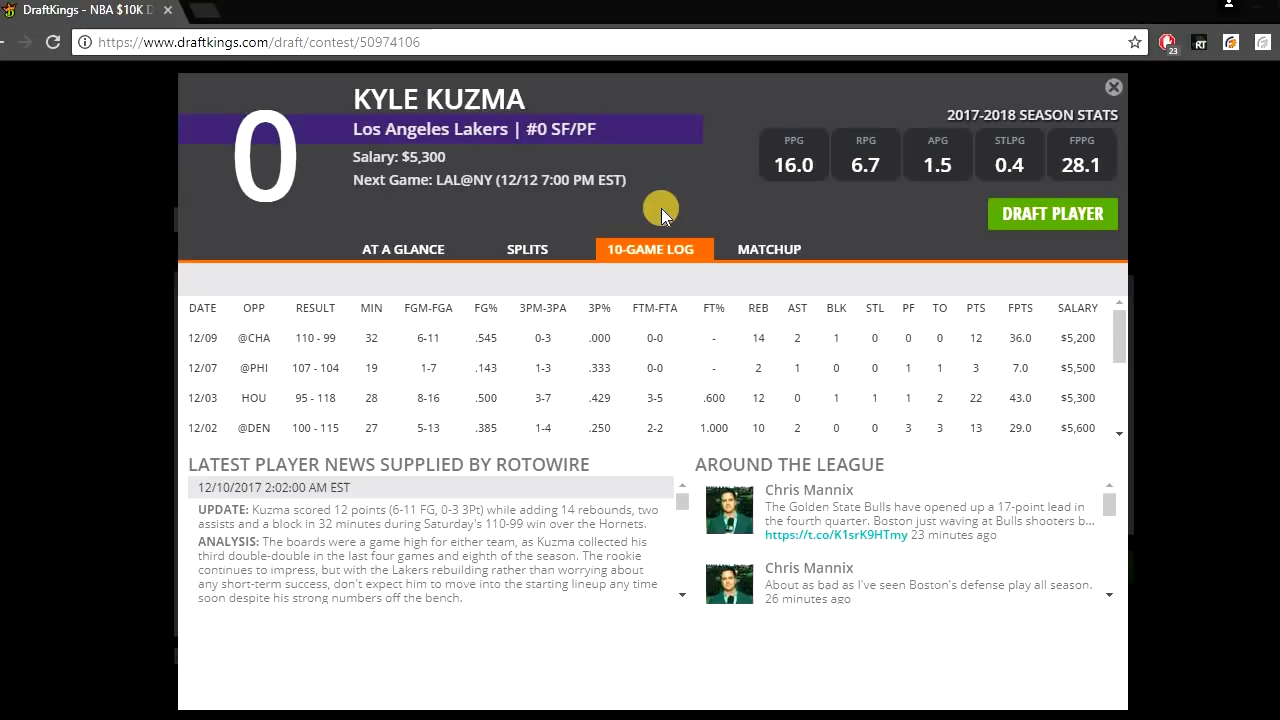 DraftKings - NBA $10K D
https://www.draftkings.com/draft/contest/50974106
23
RT
0
KYLE KUZMA
Los Angeles Lakers | #0 SF/PF
Salary: $5,300
Next Game: LAL@NY (12/12 7:00 PM EST)
2017-2018 SEASON STATS
PPG RPG APG STLPG FPPG
16.0 6.7 1.5 0.4 28.1
DRAFT PLAYER
AT A GLANCE SPLITS 10-GAME LOG MATCHUP
DATE OPP RESULT MIN FGM-FGA FG% 3PM-3PA 3P% FTM-FTA FT% REB AST BLK STL PF TO PTS FPTS SALARY
12/09 @CHA 110 - 99 32 6-11 .545 0-3 .000 0-0 - 14 2 1 0 0 0 12 36.0 $5,200
12/07 @PHI 107 - 104 19 1-7 .143 1-3 .333 0-0 - 2 1 0 0 1 1 3 7.0 $5,500
12/03 HOU 95 - 118 28 8-16 .500 3-7 .429 3-5 .600 12 0 1 1 1 2 22 43.0 $5,300
12/02 @DEN 100 - 115 27 5-13 .385 1-4 .250 2-2 1.000 10 2 0 0 3 3 13 29.0 $5,600
LATEST PLAYER NEWS SUPPLIED BY ROTOWIRE
12/10/2017 2:02:00 AM EST
UPDATE: Kuzma scored 12 points (6-11 FG, 0-3 3Pt) while adding 14 rebounds, two
assists and a block in 32 minutes during Saturday's 110-99 win over the Hornets.
ANALYSIS: The boards were a game high for either team, as Kuzma collected his
third double-double in the last four games and eighth of the season. The rookie
continues to impress, but with the Lakers rebuilding rather than worrying about
any short-term success, don't expect him to move into the starting lineup any time
soon despite his strong numbers off the bench.
AROUND THE LEAGUE
Chris Mannix
The Golden State Bulls have opened up a 17-point lead in
the fourth quarter. Boston just waving at Bulls shooters b...
https://t.co/K1srK9HTmy 23 minutes ago
Chris Mannix
About as bad as I've seen Boston's defense play all season.
26 minutes ago